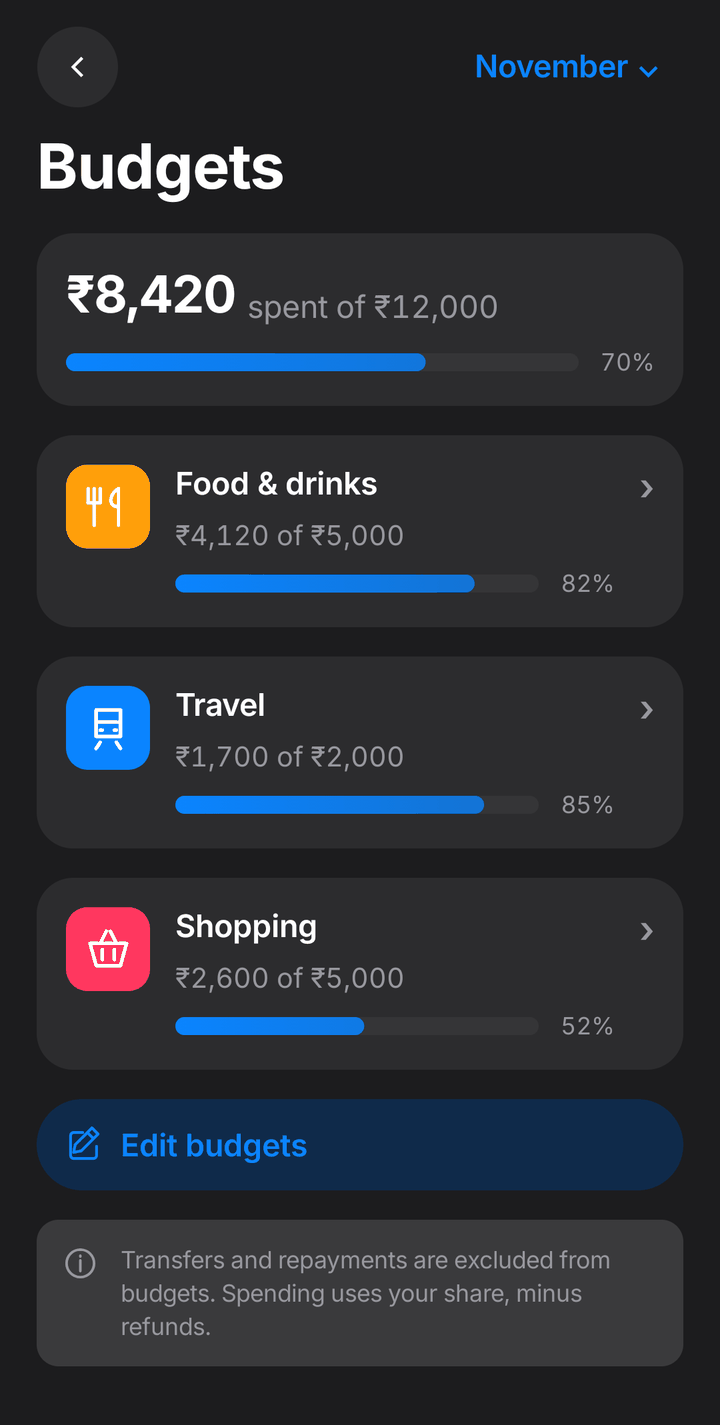 November
Budgets
₹8,420 spent of ₹12,000
70%
Food & drinks
₹4,120 of ₹5,000
82%
Travel
₹1,700 of ₹2,000
85%
Shopping
₹2,600 of ₹5,000
52%
Edit budgets
Transfers and repayments are excluded from
budgets. Spending uses your share, minus
refunds.